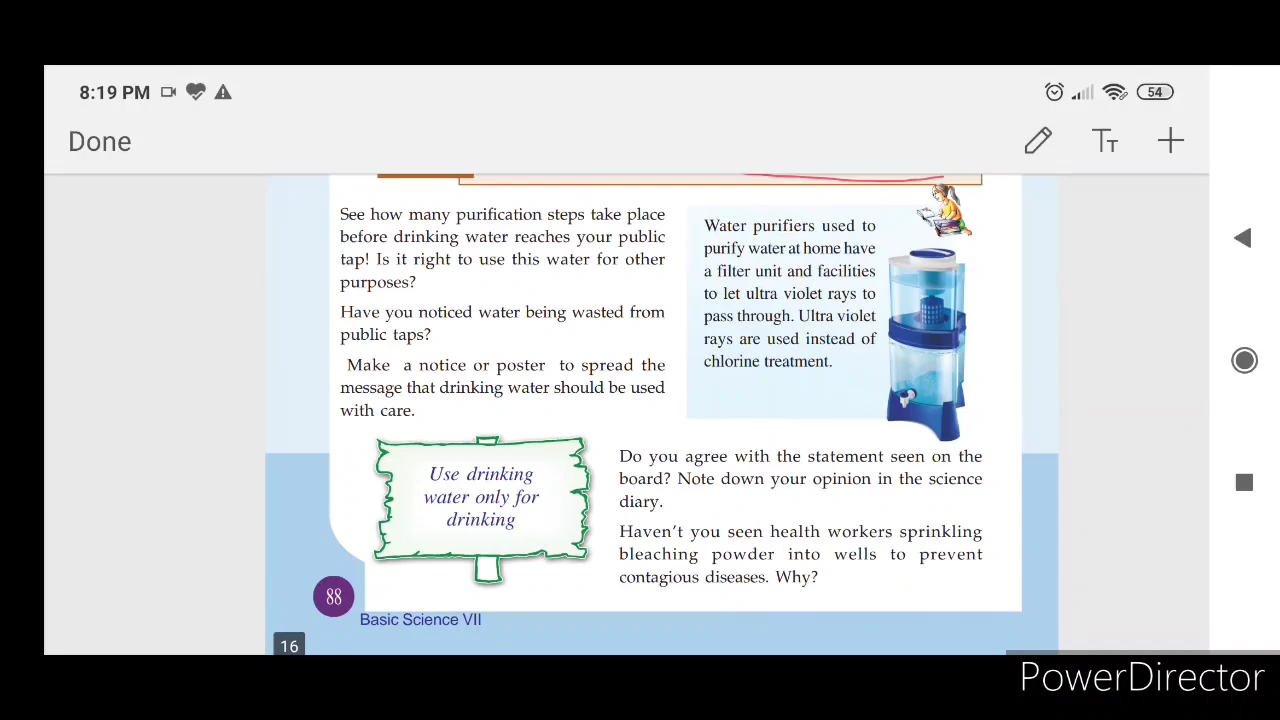 8:19 PM
54
Done
See how many purification steps take place
before drinking water reaches your public
tap! Is it right to use this water for other
purposes?
Have you noticed water being wasted from
public taps?
Make a notice or poster to spread the
message that drinking water should be used
with care.
Water purifiers used to
purify water at home have
a filter unit and facilities
to let ultra violet rays to
pass through. Ultra violet
rays are used instead of
chlorine treatment.
Use drinking
water only for
drinking
Do you agree with the statement seen on the
board? Note down your opinion in the science
diary.
Haven't you seen health workers sprinkling
bleaching powder into wells to prevent
contagious diseases. Why?
88
Basic Science VII
16
PowerDirector